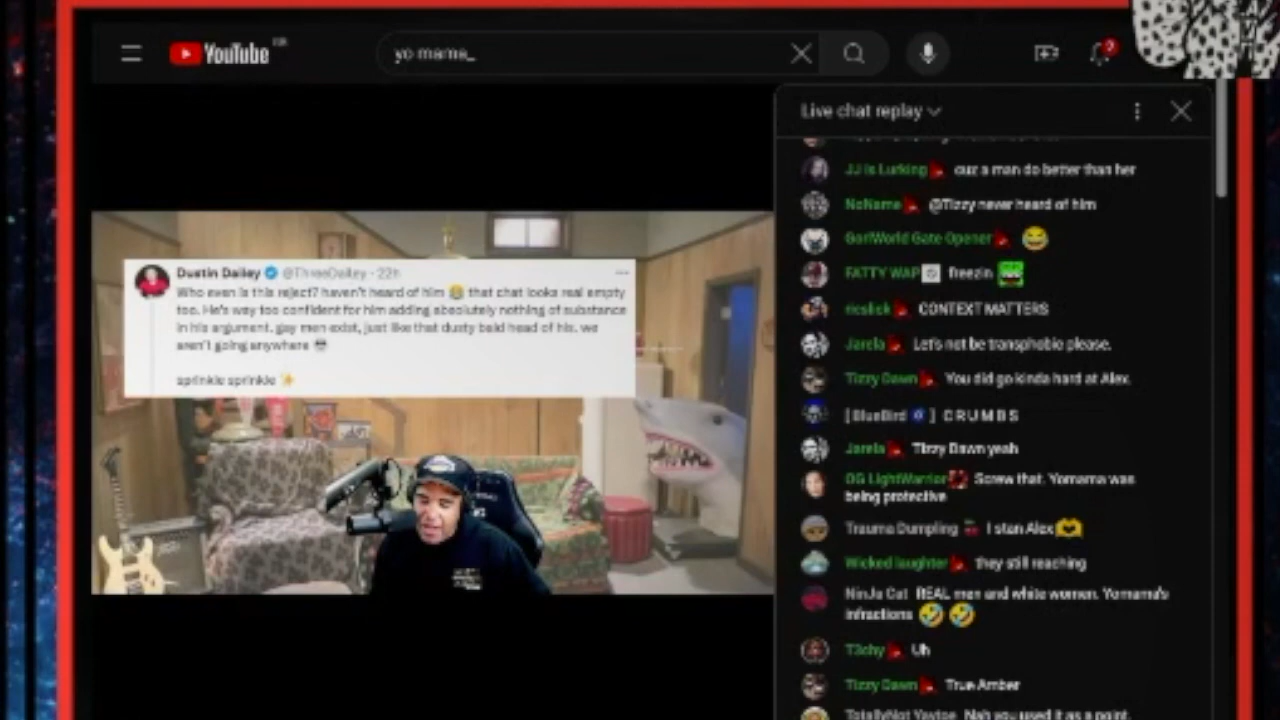 YouTube
yo mama_
2
Live chat replay
JJ Is Lurking cuz a man do better than her
NoName @Tizzy never heard of him
GorlWorld Gate Opener
FATTY WAP freezin
CONTEXT MATTERS
Jarela Let's not be transphobic please.
Tizzy Dawn You did go kinda hard at Alex.
[BlueBird ] C R U M B S
Jarela Tizzy Dawn yeah
OG LightWarrior Screw that. Yomama was
being protective
Trauma Dumpling I stan Alex
Wicked laughter they still reaching
Ninja Cat REAL men and white woman. Yomama's
infractions
T3chy Uh
Tizzy Dawn True Amber
Nah you used it as a point.
Dustin Dailey @ThreeDailey · 22h
Who even is this reject? haven't heard of him 😂 that chat looks real empty
too. He's way too confident for him adding absolutely nothing of substance
in his argument. gay men exist, just like that dusty bald head of his. we
aren't going anywhere 😎
sprinkle sprinkle ✨